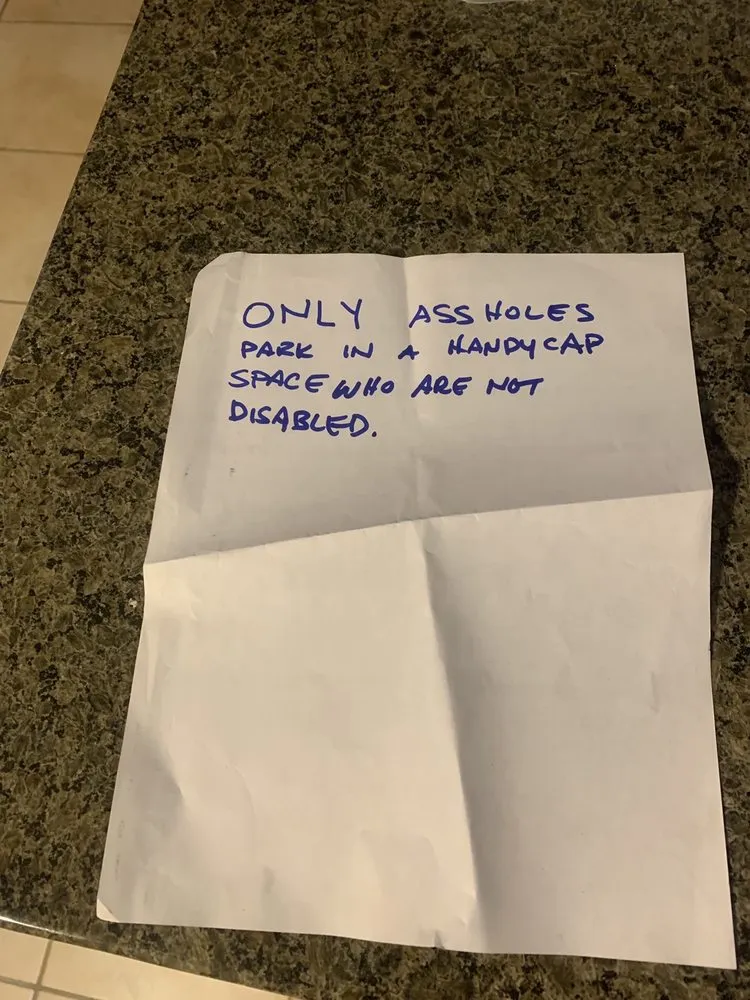 ONLY ASSHOLES
PARK IN A HANDYCAP
SPACE WHO ARE NOT
DISABLED.